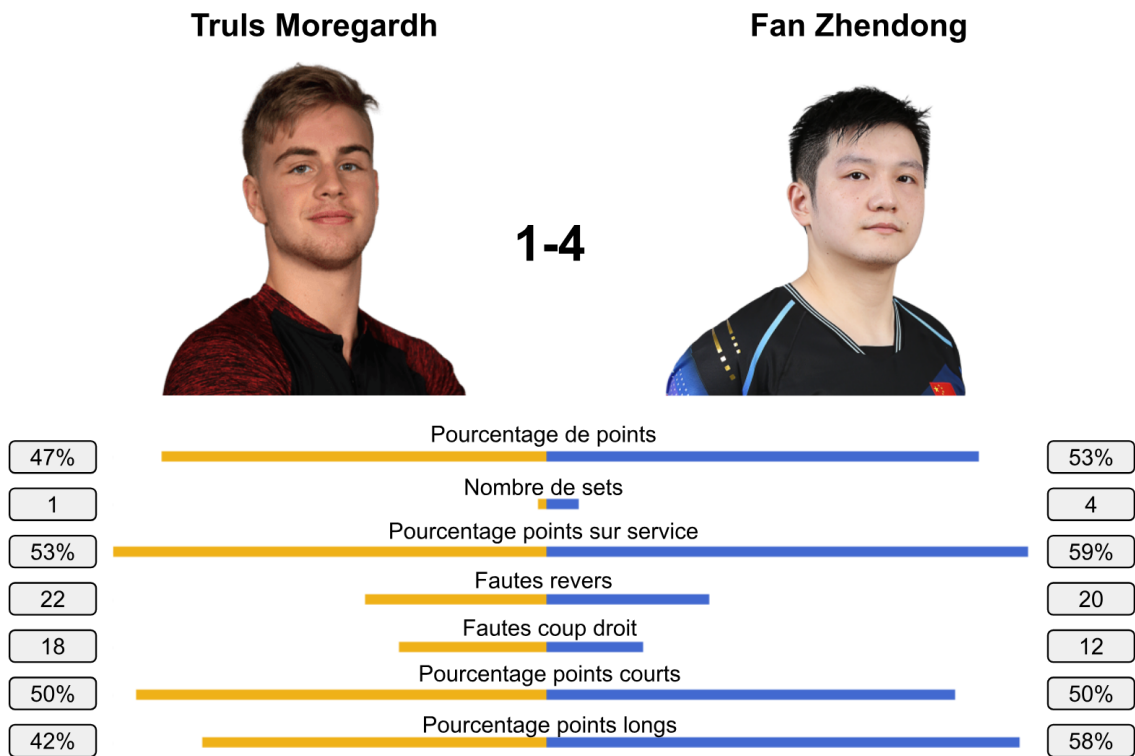 Truls Moregardh
Fan Zhendong
1-4
Pourcentage de points
47%
53%
Nombre de sets
1
4
Pourcentage points sur service
53%
59%
Fautes revers
22
20
Fautes coup droit
18
12
Pourcentage points courts
50%
50%
Pourcentage points longs
42%
58%